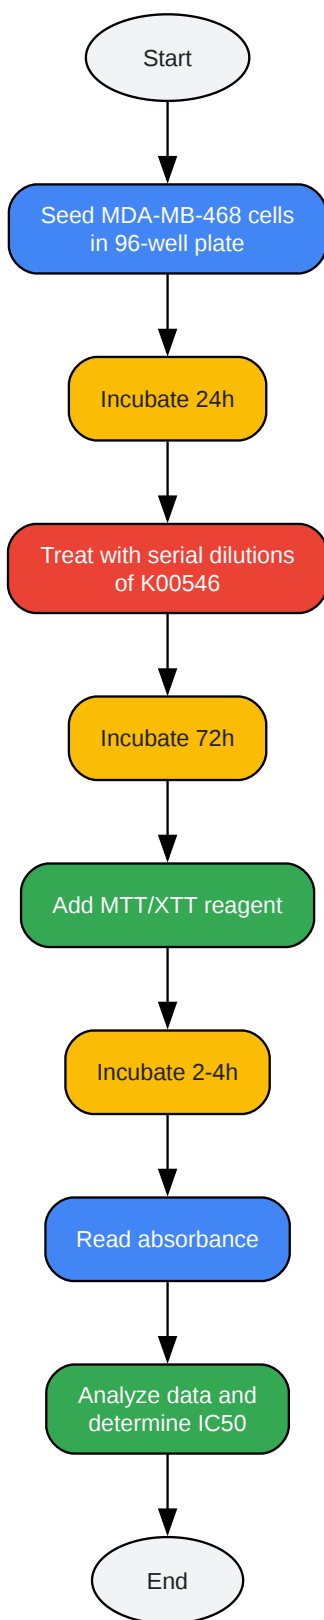 Start
Seed MDA-MB-468 cells
in 96-well plate
Incubate 24h
Treat with serial dilutions
of K00546
Incubate 72h
Add MTT/XTT reagent
Incubate 2-4h
Read absorbance
Analyze data and
determine IC50
End